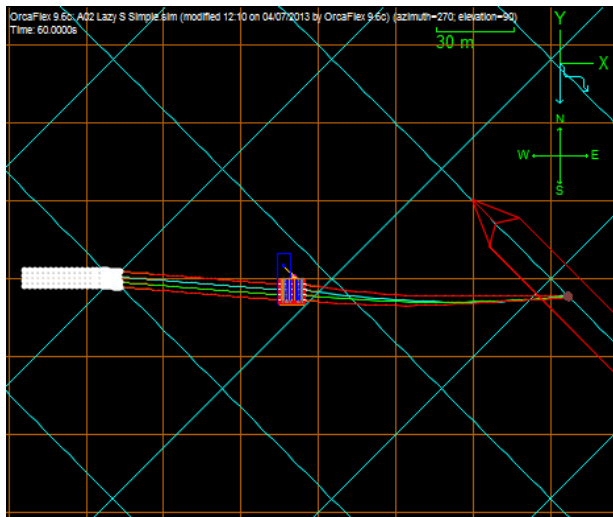 OrcaFlex 9.6c: A02 Lazy S Simple.sim (modified 12:10 on 04/07/2013 by OrcaFlex 9.6c) (azimuth=270; elevation=90)
Time: 60.0000s
30 m
Y
X
N
W
E
S